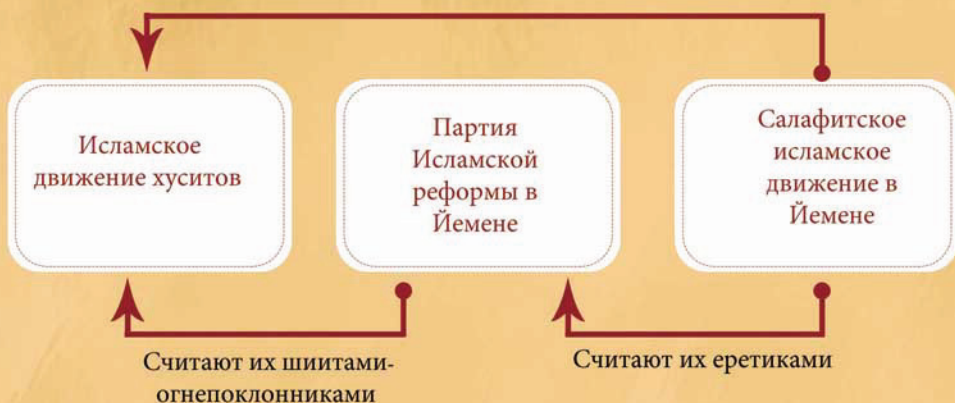 Исламское
движение хуситов
Партия
Исламской
реформы в
Йемене
Салафитское
исламское
движение в
Йемене
Считают их шиитами-
огнепоклонниками
Считают их еретиками